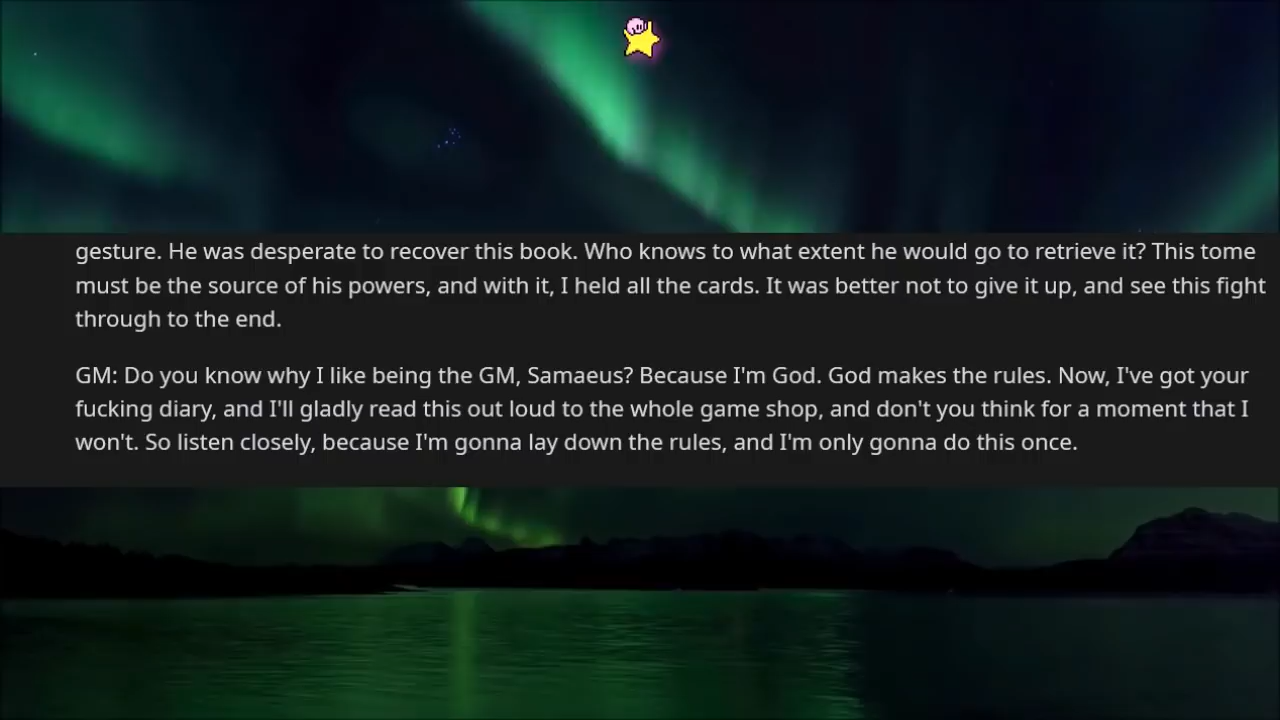 gesture. He was desperate to recover this book. Who knows to what extent he would go to retrieve it? This tome
must be the source of his powers, and with it, I held all the cards. It was better not to give it up, and see this fight
through to the end.
GM: Do you know why I like being the GM, Samaeus? Because I'm God. God makes the rules. Now, I've got your
fucking diary, and I'll gladly read this out loud to the whole game shop, and don't you think for a moment that I
won't. So listen closely, because I'm gonna lay down the rules, and I'm only gonna do this once.